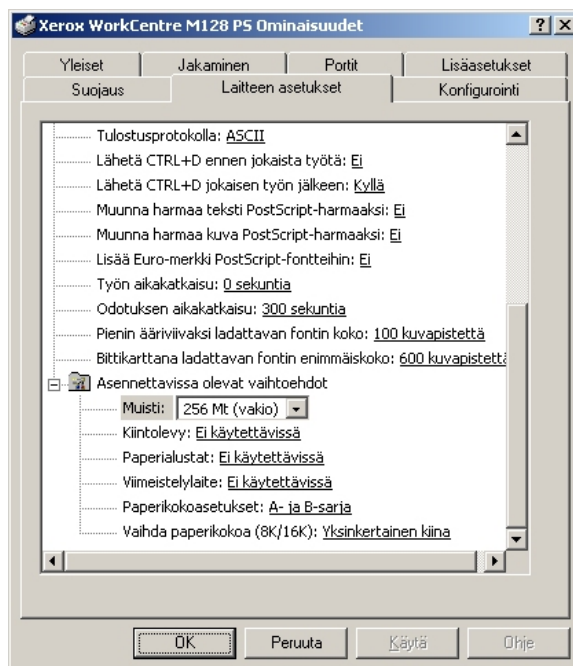 Xerox WorkCentre M128 PS Ominaisuudet
Yleiset Jakaminen Portit Lisäasetukset
Suojaus Laitteen asetukset Konfigurointi
Tulostusprotokolla: ASCII
Lähetä CTRL+D ennen jokaista työtä: Ei
Lähetä CTRL+D jokaisen työn jälkeen: Kyllä
Muunna harmaa teksti PostScript-harmaaksi: Ei
Muunna harmaa kuva PostScript-harmaaksi: Ei
Lisää Euro-merkki PostScript-fontteihin: Ei
Työn aikakatkaisu: 0 sekuntia
Odotuksen aikakatkaisu: 300 sekuntia
Pienin ääriviivaksi ladattavan fontin koko: 100 kuvapistettä
Bittikarttana ladattavan fontin enimmäiskoko: 600 kuvapistettä
Asennettavissa olevat vaihtoehdot
Muisti: 256 Mt (vakio)
Kiintolevy: Ei käytettävissä
Paperialustat: Ei käytettävissä
Viimeistelylaite: Ei käytettävissä
Paperikokoasetukset: A- ja B-sarja
Vaihda paperikokoa (8K/16K): Yksinkertainen kiina
OK Peruuta Käytä Ohje